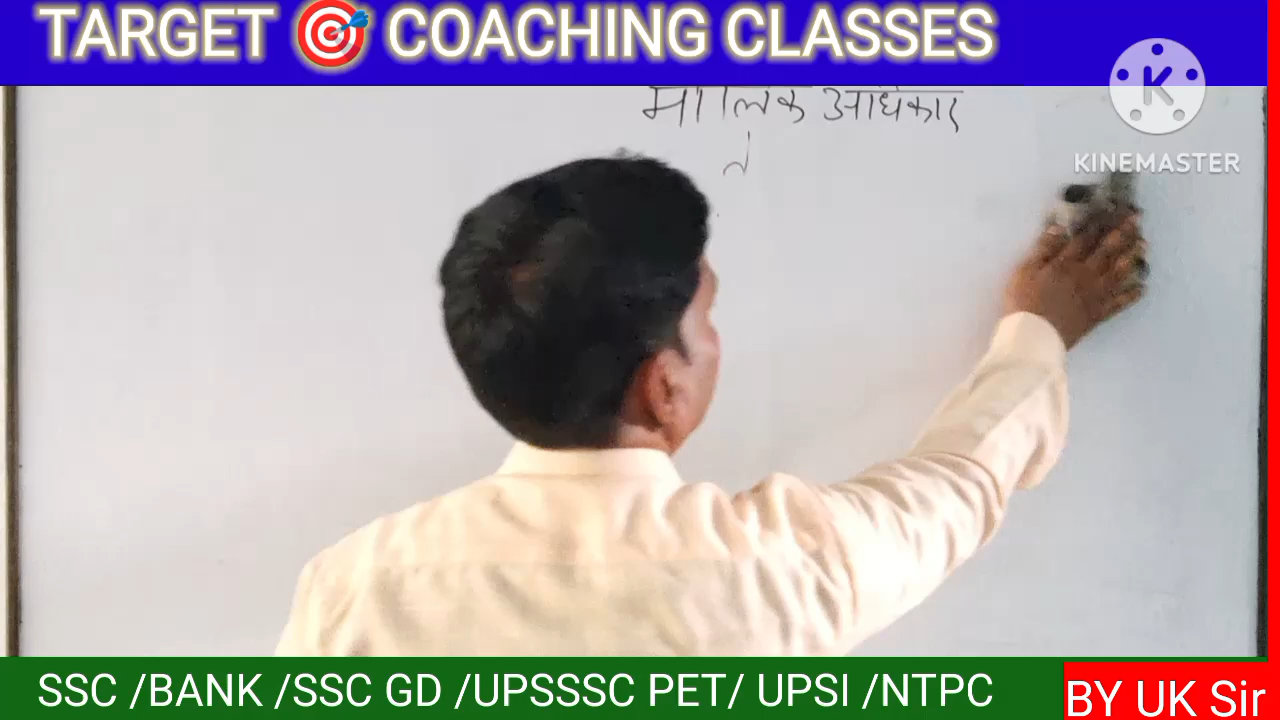 TARGET 🎯 COACHING CLASSES
K
KINEMASTER
मौलिक अधिकार
SSC /BANK /SSC GD /UPSSSC PET/ UPSI /NTPC
BY UK Sir